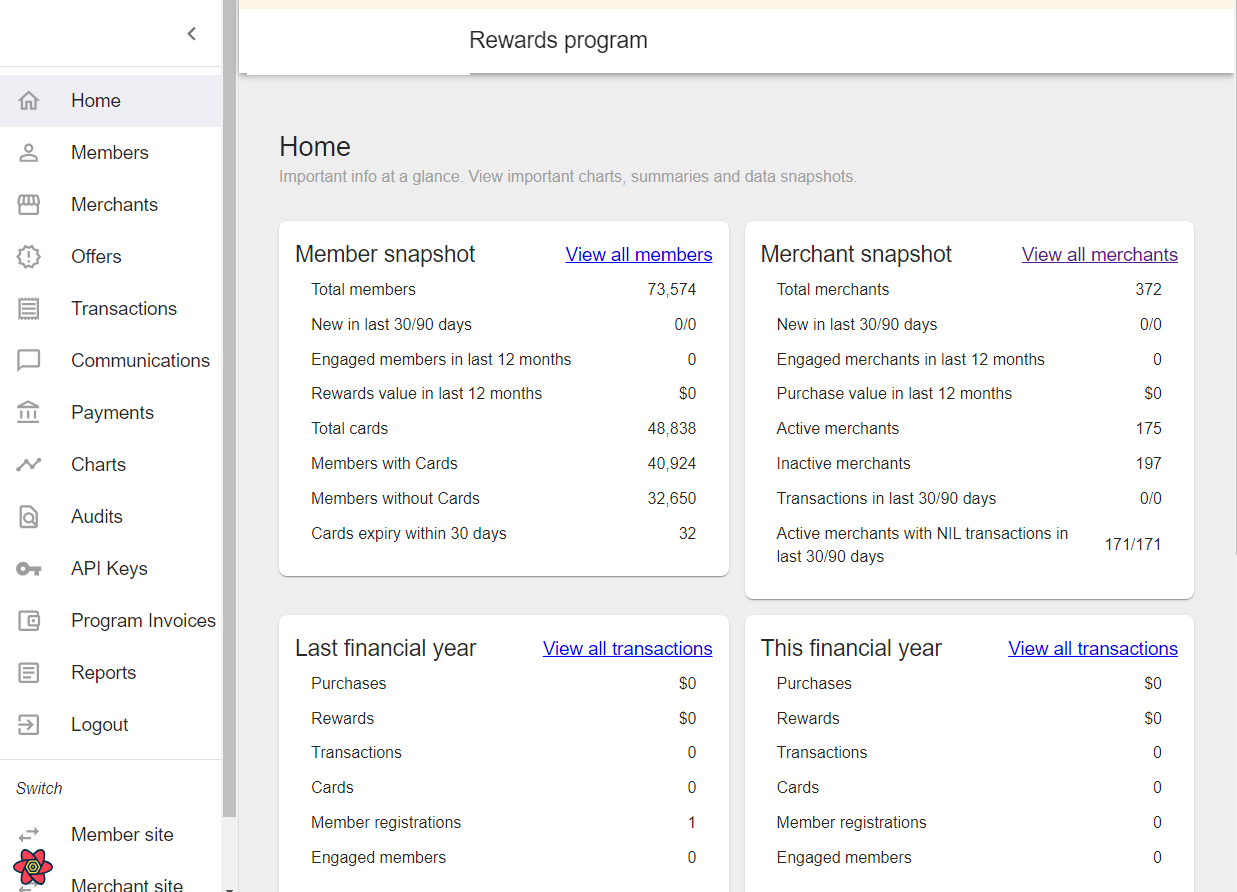 Rewards program
Home
Members
Merchants
Offers
Transactions
Communications
Payments
Charts
Audits
API Keys
Program Invoices
Reports
Logout
Switch
Member site
Merchant site
Home
Important info at a glance. View important charts, summaries and data snapshots.
Member snapshot View all members
Total members 73,574
New in last 30/90 days 0/0
Engaged members in last 12 months 0
Rewards value in last 12 months $0
Total cards 48,838
Members with Cards 40,924
Members without Cards 32,650
Cards expiry within 30 days 32
Merchant snapshot View all merchants
Total merchants 372
New in last 30/90 days 0/0
Engaged merchants in last 12 months 0
Purchase value in last 12 months $0
Active merchants 175
Inactive merchants 197
Transactions in last 30/90 days 0/0
Active merchants with NIL transactions in
last 30/90 days 171/171
Last financial year View all transactions
Purchases $0
Rewards $0
Transactions 0
Cards 0
Member registrations 1
Engaged members 0
This financial year View all transactions
Purchases $0
Rewards $0
Transactions 0
Cards 0
Member registrations 0
Engaged members 0